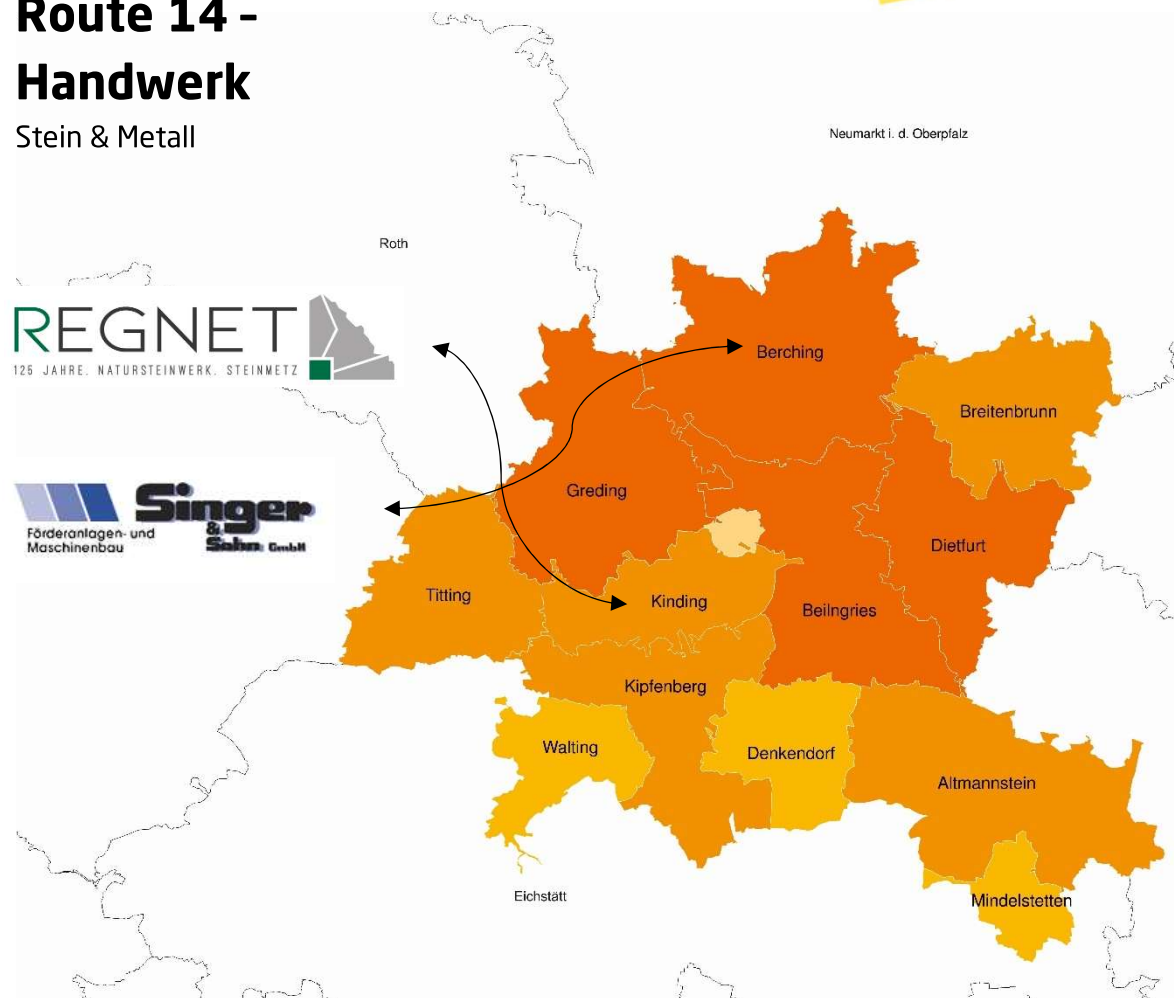 Route 14 –
Handwerk
Stein & Metall
Neumarkt i. d. Oberpfalz
Roth
REGNET
125 JAHRE. NATURSTEINWERK. STEINMETZ
Berching
Breitenbrunn
Singer
&
Sohn GmbH
Förderanlagen- und
Maschinenbau
Greding
Dietfurt
Titting
Kinding
Beilngries
Kipfenberg
Walting
Denkendorf
Altmannstein
Eichstätt
Mindelstetten